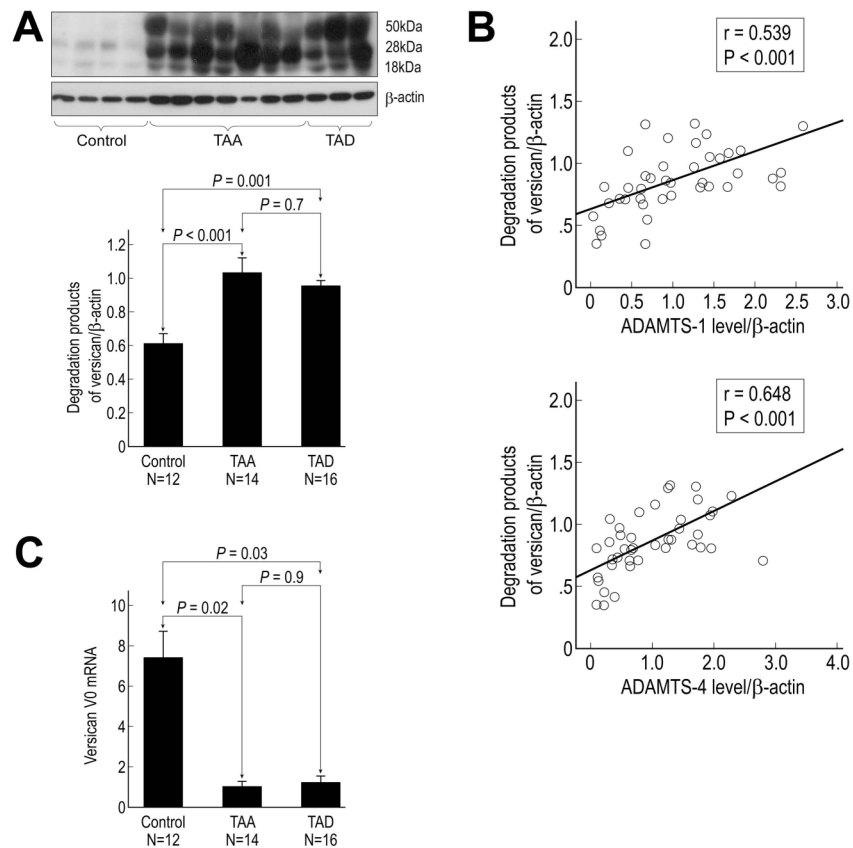 A
50kDa
28kDa
18kDa
β-actin
Control TAA TAD
P = 0.001
P = 0.7
P < 0.001
Degradation products
of versican/β-actin
1.2
1.0
0.8
0.6
0.4
0.2
0
Control TAA TAD
N=12 N=14 N=16
B
r = 0.539
P < 0.001
Degradation products
of versican/β-actin
2.0
1.5
1.0
.5
0
0 0.5 1.0 1.5 2.0 2.5 3.0
ADAMTS-1 level/β-actin
r = 0.648
P < 0.001
Degradation products
of versican/β-actin
2.0
1.5
1.0
.5
0
0 1.0 2.0 3.0 4.0
ADAMTS-4 level/β-actin
C
P = 0.03
P = 0.9
P = 0.02
Versican V0 mRNA
10
8
6
4
2
0
Control TAA TAD
N=12 N=14 N=16